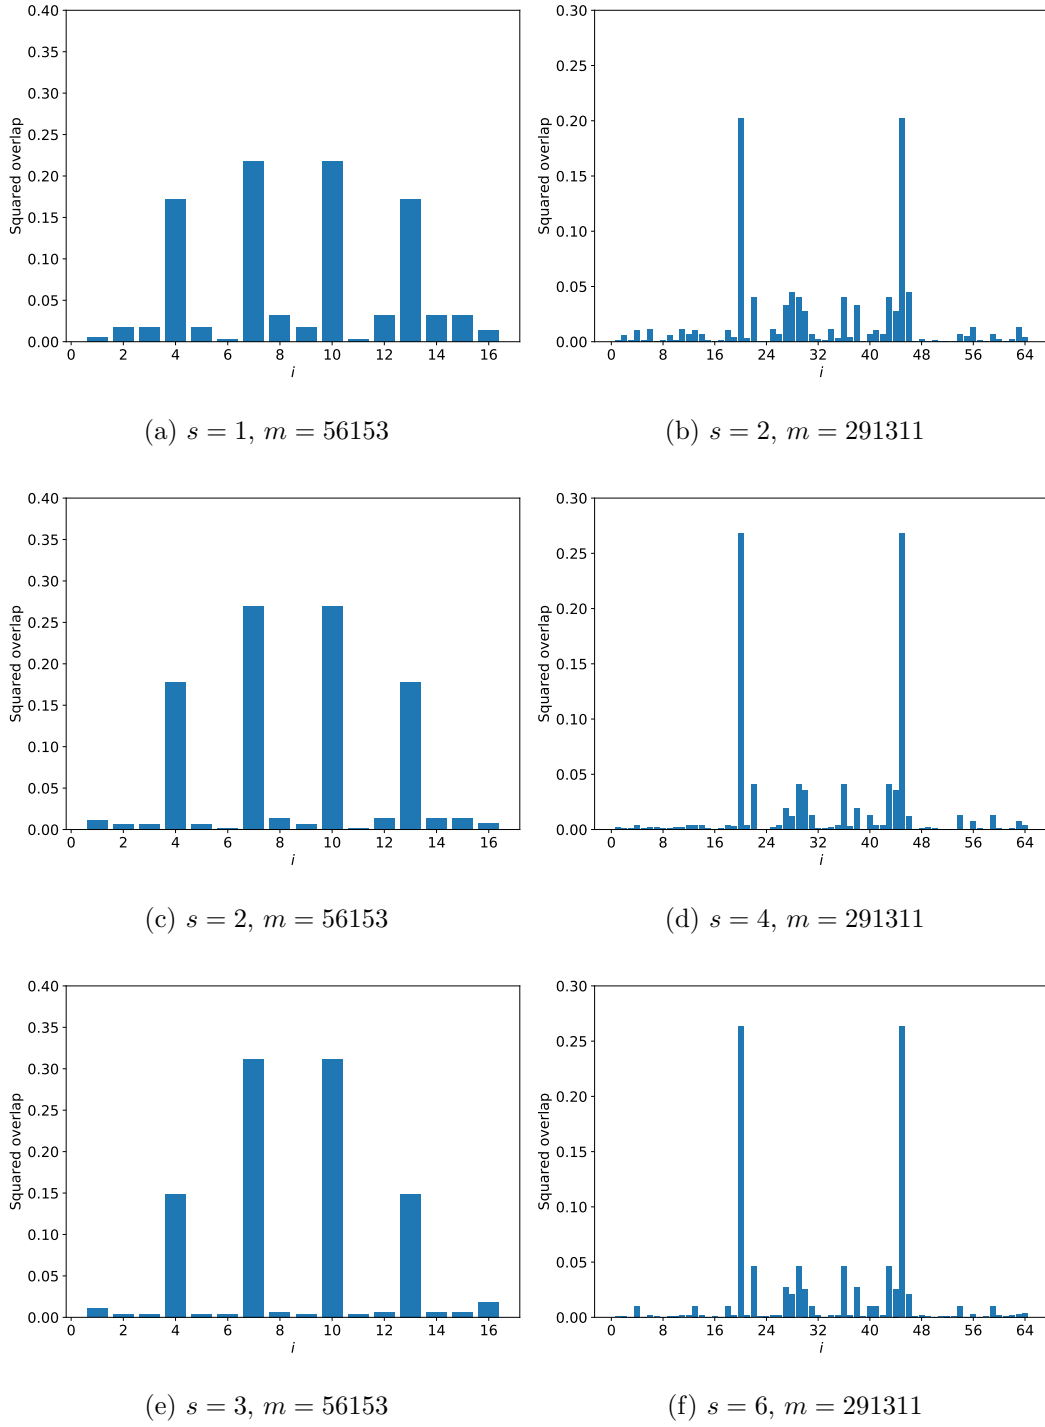 0.40
0.35
0.30
0.25
0.20
0.15
0.10
0.05
0.00
Squared overlap
0 2 4 6 8 10 12 14 16
i
(a) s = 1, m = 56153
0.30
0.25
0.20
0.15
0.10
0.05
0.00
Squared overlap
0 8 16 24 32 40 48 56 64
i
(b) s = 2, m = 291311
0.40
0.35
0.30
0.25
0.20
0.15
0.10
0.05
0.00
Squared overlap
0 2 4 6 8 10 12 14 16
i
(c) s = 2, m = 56153
0.30
0.25
0.20
0.15
0.10
0.05
0.00
Squared overlap
0 8 16 24 32 40 48 56 64
i
(d) s = 4, m = 291311
0.40
0.35
0.30
0.25
0.20
0.15
0.10
0.05
0.00
Squared overlap
0 2 4 6 8 10 12 14 16
i
(e) s = 3, m = 56153
0.30
0.25
0.20
0.15
0.10
0.05
0.00
Squared overlap
0 8 16 24 32 40 48 56 64
i
(f) s = 6, m = 291311